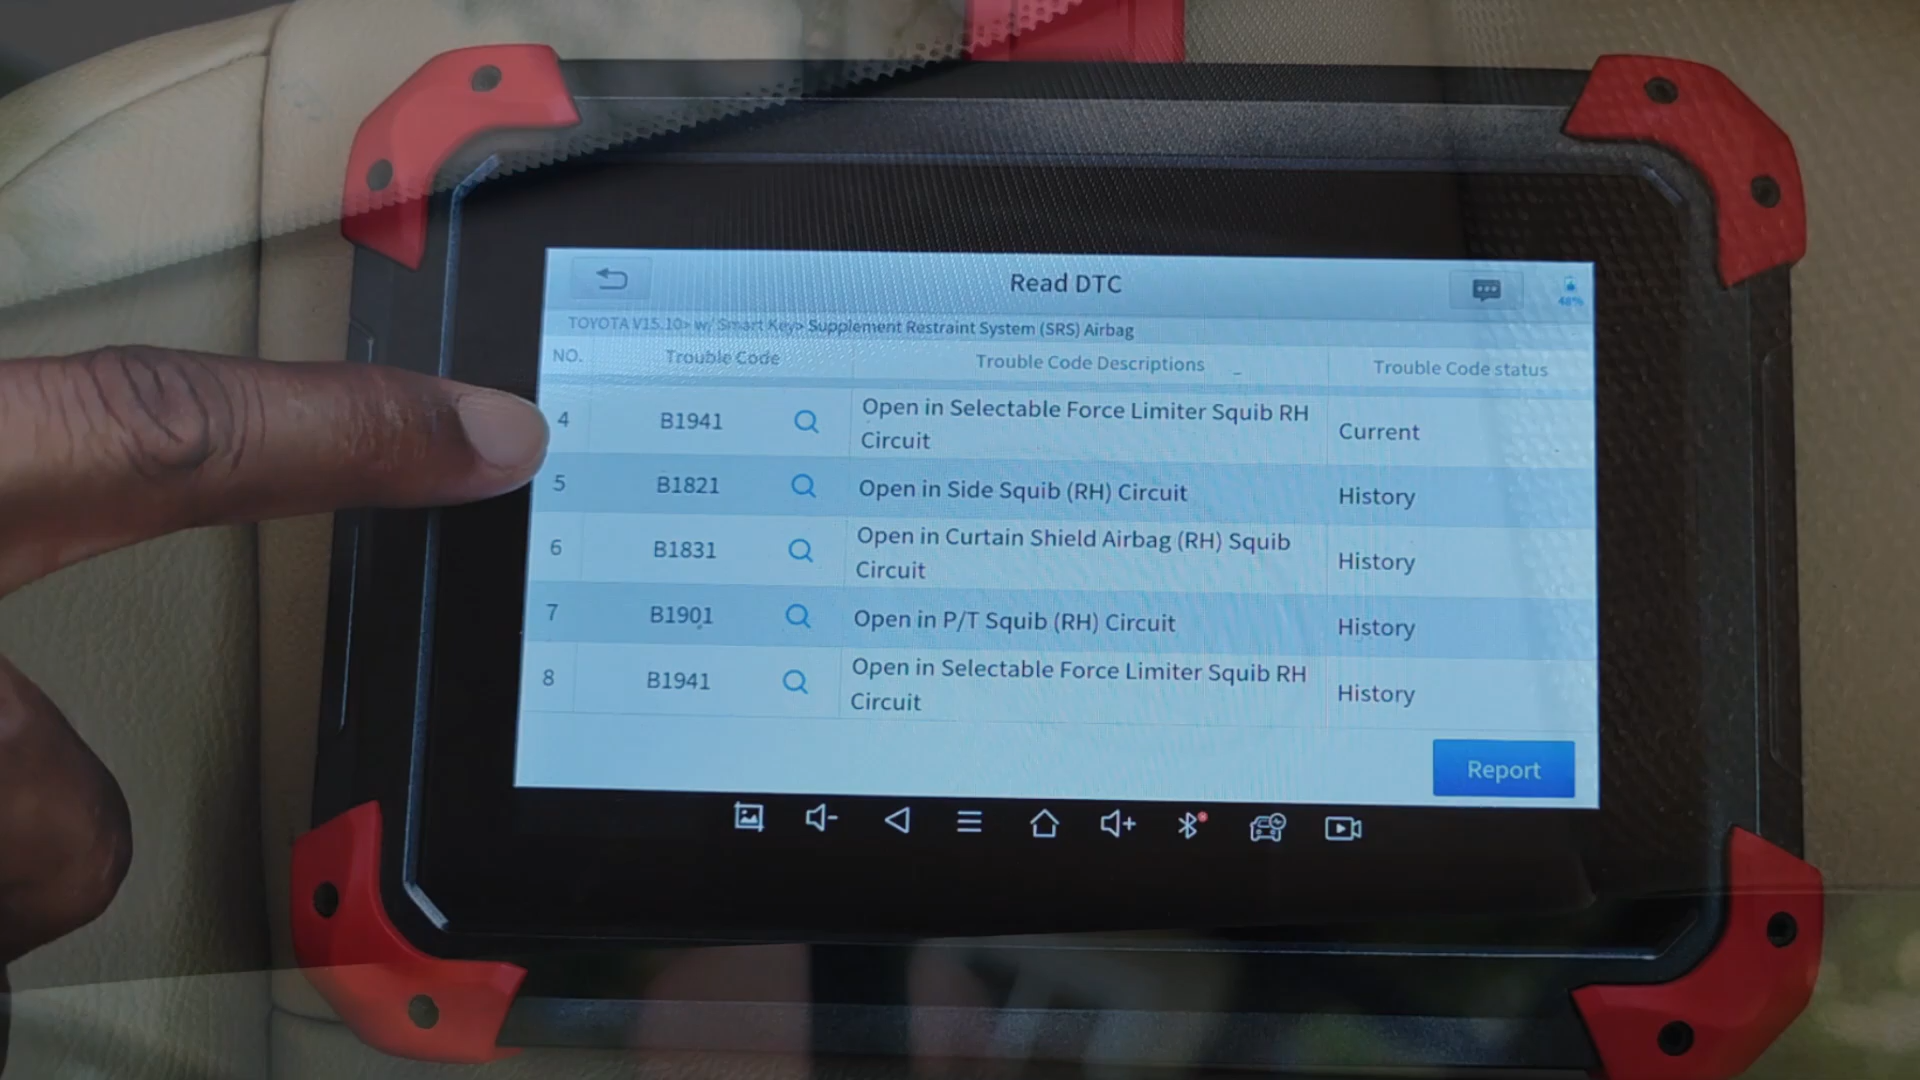 Read DTC
48%
TOYOTA V15.10> w/ Smart Key> Supplement Restraint System (SRS) Airbag
NO. Trouble Code Trouble Code Descriptions Trouble Code status
4 B1941 Open in Selectable Force Limiter Squib RH Circuit Current
5 B1821 Open in Side Squib (RH) Circuit History
6 B1831 Open in Curtain Shield Airbag (RH) Squib Circuit History
7 B1901 Open in P/T Squib (RH) Circuit History
8 B1941 Open in Selectable Force Limiter Squib RH Circuit History
Report